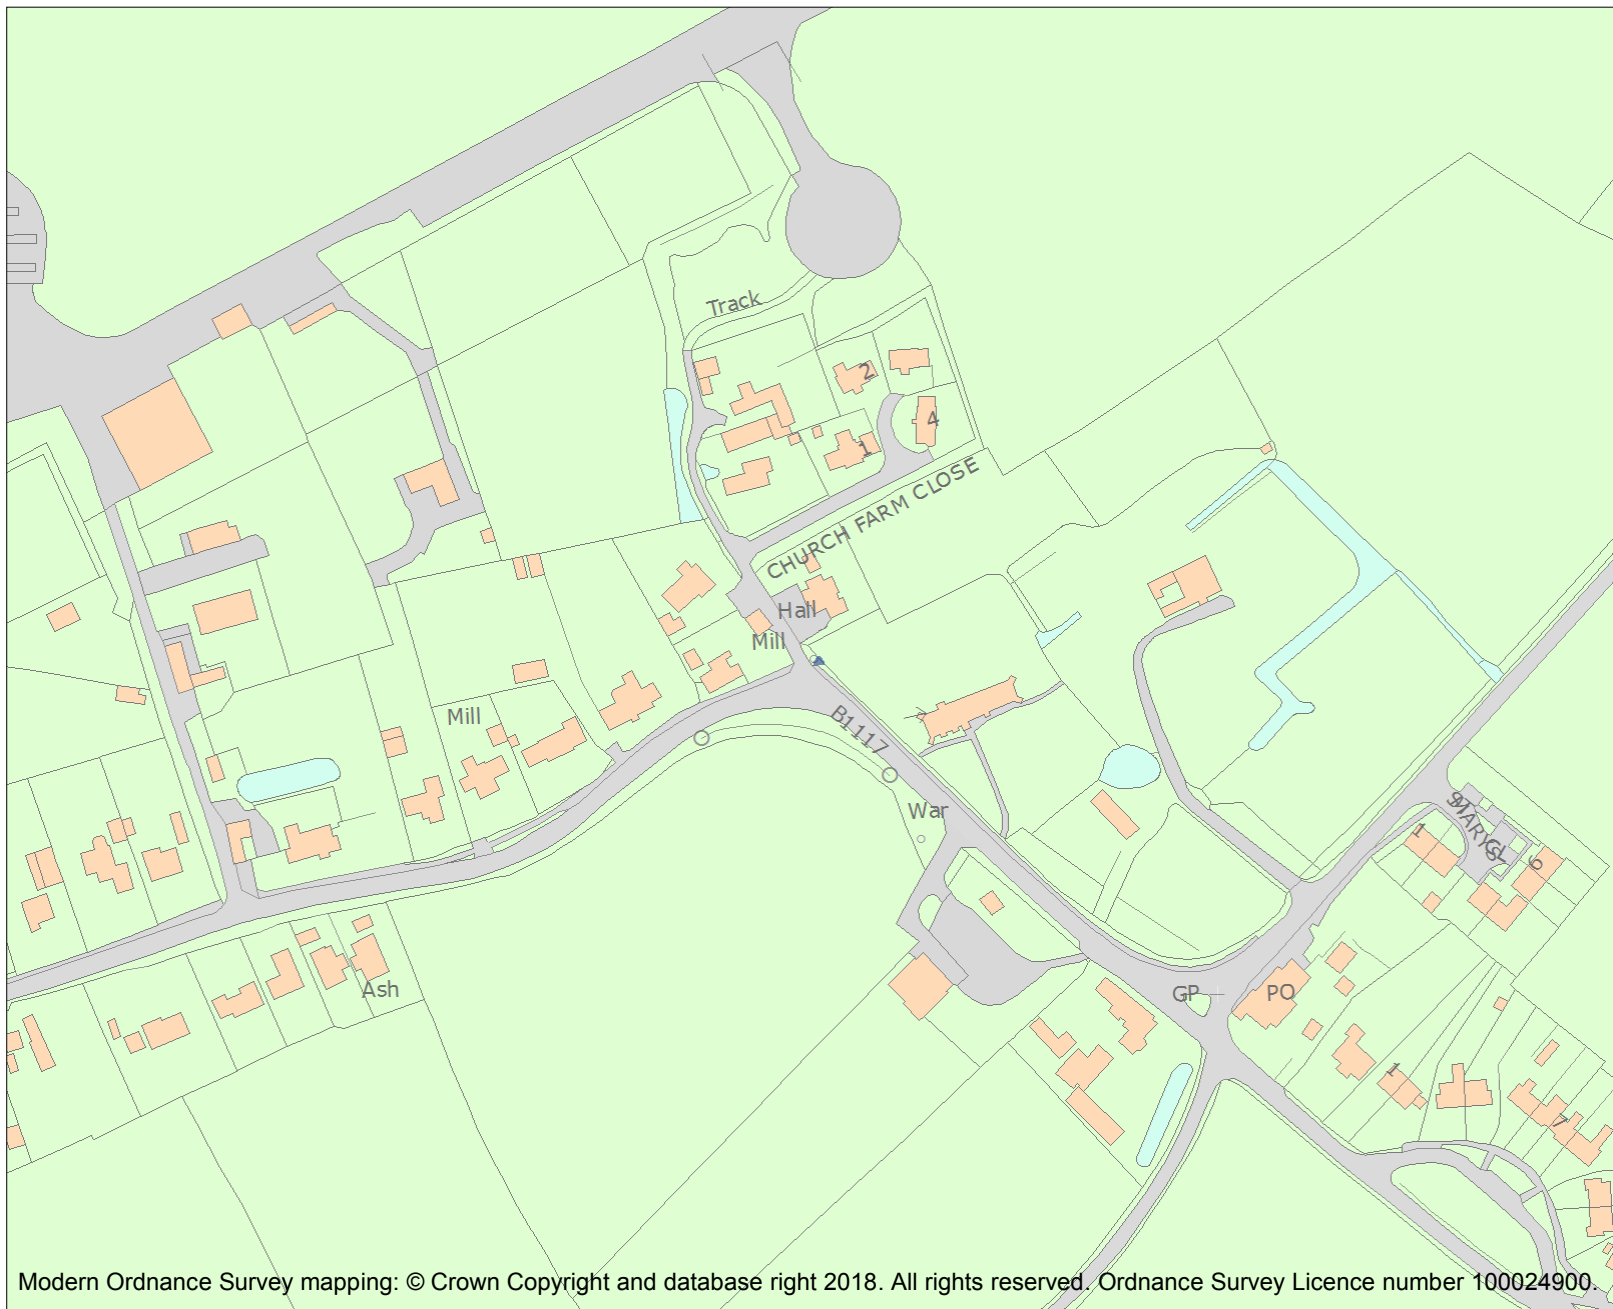 Track
2
4
1
CHURCH FARM CLOSE
Hall
Mill
Mill
7
B1117
War
1
MARYS
CL
6
Ash
GP
PO
1
7
Modern Ordnance Survey mapping: © Crown Copyright and database right 2018. All rights reserved. Ordnance Survey Licence number 100024900.